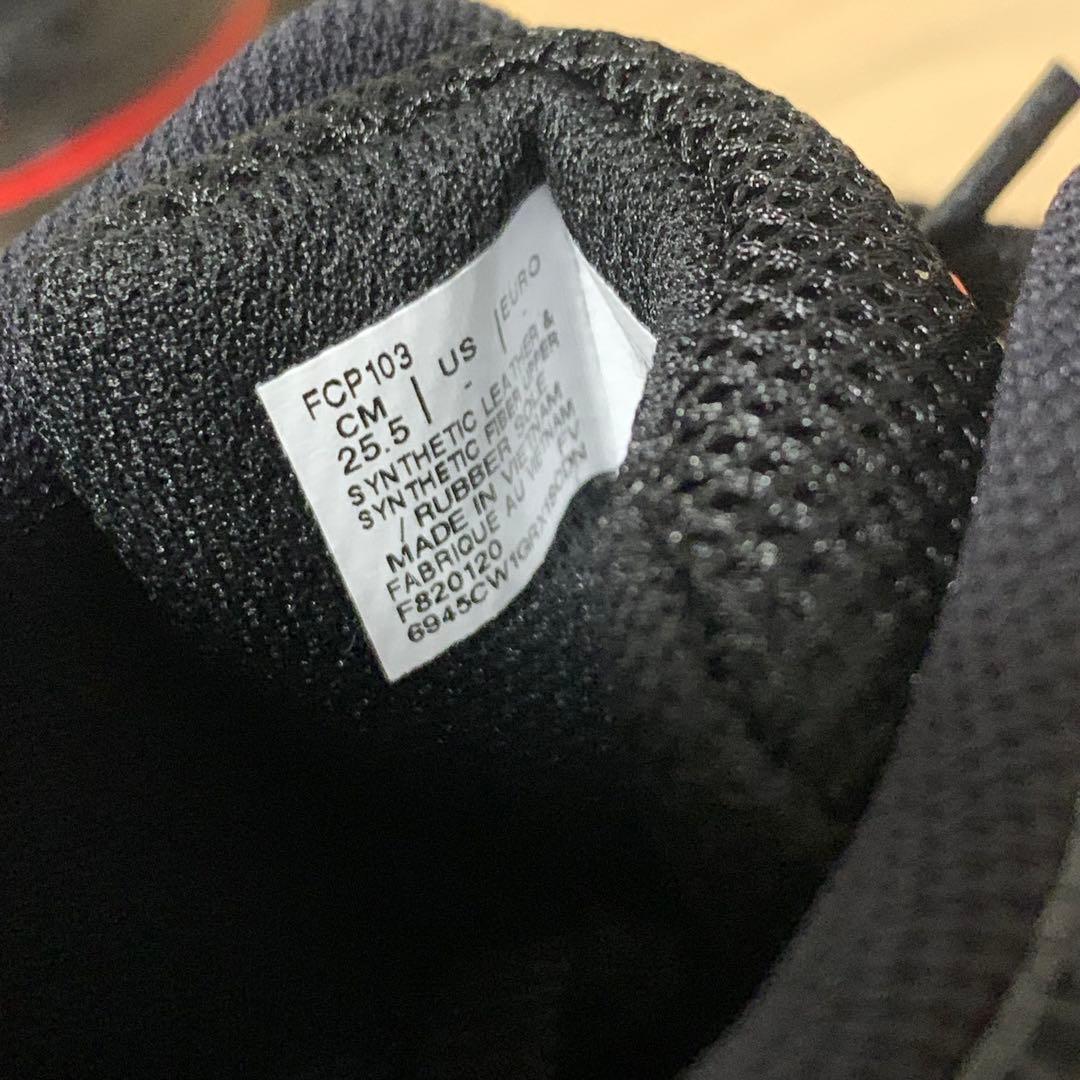 FCP103
CM | US | EURO
25.5 - -
SYNTHETIC LEATHER &
SYNTHETIC FIBER UPPER
/ RUBBER SOLE
MADE IN VIETNAM
FABRIQUE AU VIETNAM
F820120 FV
6945CW1GRX18CDN